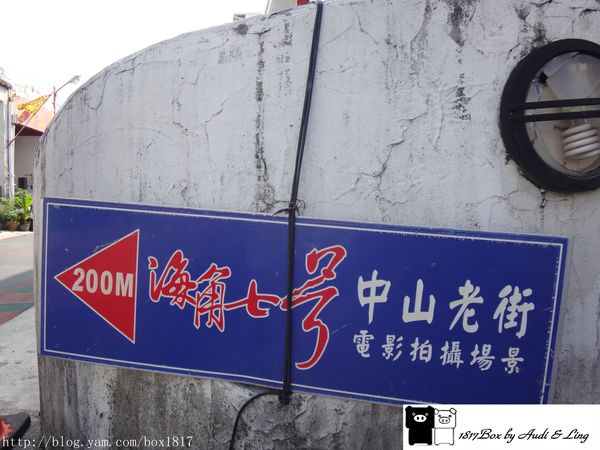 200M
海角七号
中山老街
電影拍攝場景
http://blog.yam.com/box1817
1817Box by Audi & Ling